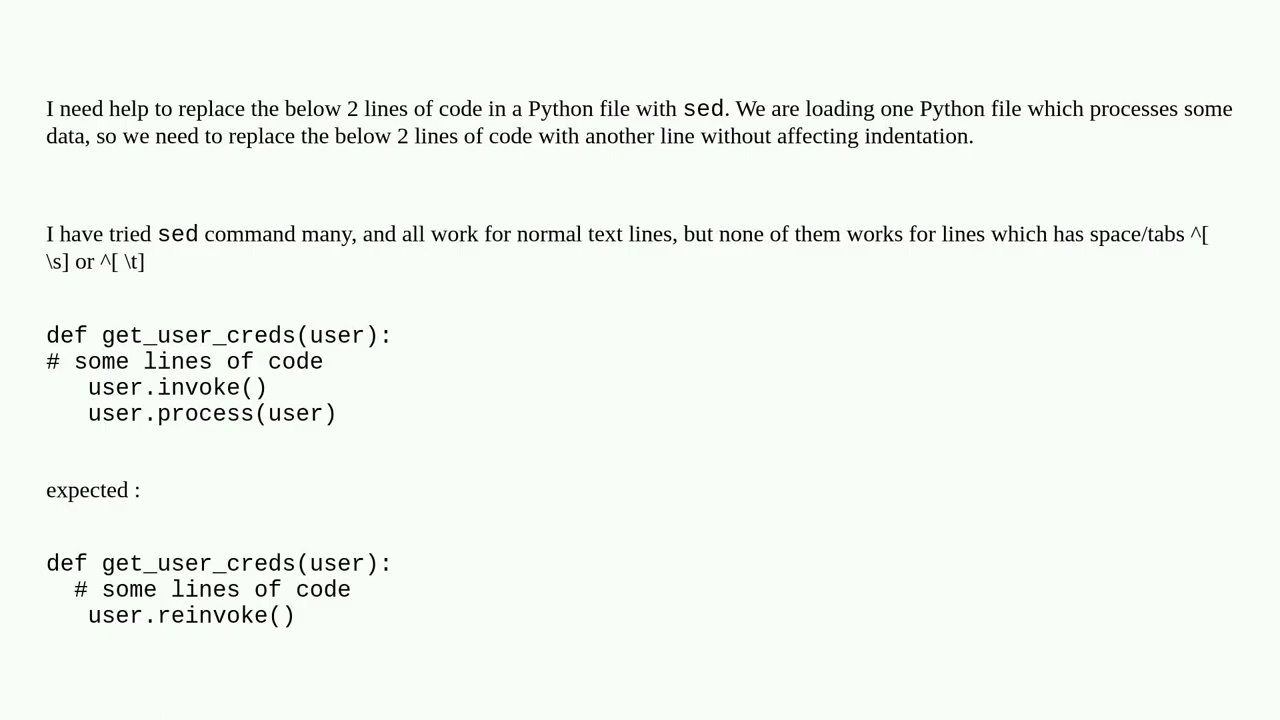 I need help to replace the below 2 lines of code in a Python file with sed. We are loading one Python file which processes some
data, so we need to replace the below 2 lines of code with another line without affecting indentation.
I have tried sed command many, and all work for normal text lines, but none of them works for lines which has space/tabs ^[
\s] or ^[ \t]
def get_user_creds(user):
# some lines of code
   user.invoke()
   user.process(user)
expected :
def get_user_creds(user):
  # some lines of code
   user.reinvoke()